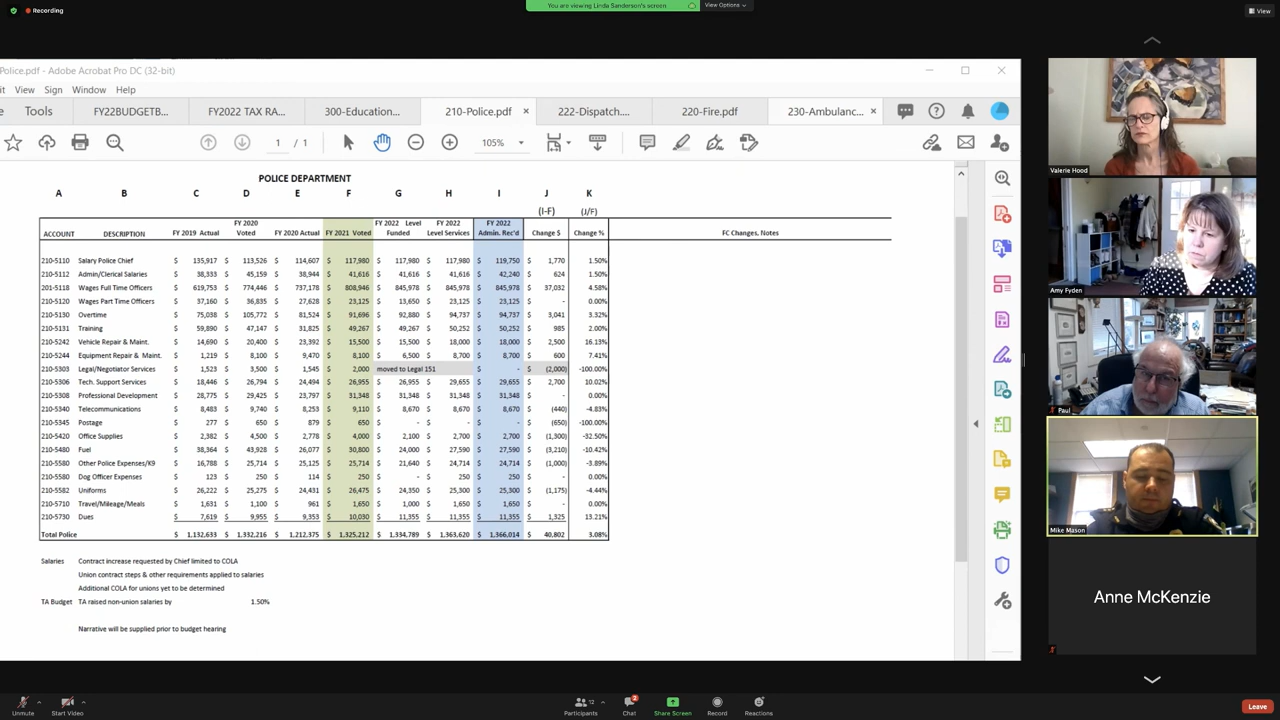 Recording
You are viewing Linda Sanderson's screen
View Options
View
Police.pdf - Adobe Acrobat Pro DC (32-bit)
it View Sign Window Help
e Tools FY22BUDGETB... FY2022 TAX RA... 300-Education... 210-Police.pdf × 222-Dispatch.... 220-Fire.pdf 230-Ambulanc... ×
1 / 1 105%
POLICE DEPARTMENT
A B C D E F G H I J K
(I-F) (J/F)
ACCOUNT DESCRIPTION FY 2019 Actual FY 2020 Voted FY 2020 Actual FY 2021 Voted FY 2022 Level Funded FY 2022 Level Services FY 2022 Admin. Rec'd Change $ Change % FC Changes, Notes
210-5110 Salary Police Chief $ 135,917 $ 113,526 $ 114,607 $ 117,980 $ 117,980 $ 117,980 $ 119,750 $ 1,770 1.50%
210-5112 Admin/Clerical Salaries $ 38,333 $ 45,159 $ 38,944 $ 41,616 $ 41,616 $ 41,616 $ 42,240 $ 624 1.50%
201-5118 Wages Full Time Officers $ 619,753 $ 774,446 $ 737,178 $ 808,946 $ 845,978 $ 845,978 $ 845,978 $ 37,032 4.58%
210-5120 Wages Part Time Officers $ 37,160 $ 36,835 $ 27,628 $ 23,125 $ 13,650 $ 23,125 $ 23,125 $ - 0.00%
210-5130 Overtime $ 75,038 $ 105,772 $ 81,524 $ 91,696 $ 92,880 $ 94,737 $ 94,737 $ 3,041 3.32%
210-5131 Training $ 59,890 $ 47,147 $ 31,825 $ 49,267 $ 49,267 $ 50,252 $ 50,252 $ 985 2.00%
210-5242 Vehicle Repair & Maint. $ 14,690 $ 20,400 $ 23,392 $ 15,500 $ 15,500 $ 18,000 $ 18,000 $ 2,500 16.13%
210-5244 Equipment Repair & Maint. $ 1,219 $ 8,100 $ 9,470 $ 8,100 $ 6,500 $ 8,700 $ 8,700 $ 600 7.41%
210-5303 Legal/Negotiator Services $ 1,523 $ 3,500 $ 1,545 $ 2,000 moved to Legal 151 $ - $ (2,000) -100.00%
210-5306 Tech. Support Services $ 18,446 $ 26,794 $ 24,494 $ 26,955 $ 26,955 $ 29,655 $ 29,655 $ 2,700 10.02%
210-5308 Professional Development $ 28,775 $ 29,425 $ 23,797 $ 31,348 $ 31,348 $ 31,348 $ 31,348 $ - 0.00%
210-5340 Telecommunications $ 8,483 $ 9,740 $ 8,253 $ 9,110 $ 8,670 $ 8,670 $ 8,670 $ (440) -4.83%
210-5345 Postage $ 277 $ 650 $ 879 $ 650 $ - $ - $ - $ (650) -100.00%
210-5420 Office Supplies $ 2,382 $ 4,500 $ 2,778 $ 4,000 $ 2,100 $ 2,700 $ 2,700 $ (1,300) -32.50%
210-5480 Fuel $ 38,364 $ 43,928 $ 26,077 $ 30,800 $ 24,000 $ 27,590 $ 27,590 $ (3,210) -10.42%
210-5580 Other Police Expenses/K9 $ 16,788 $ 25,714 $ 25,125 $ 25,714 $ 21,640 $ 24,714 $ 24,714 $ (1,000) -3.89%
210-5580 Dog Officer Expenses $ 123 $ 250 $ 114 $ 250 $ 250 $ 250 $ 250 $ - 0.00%
210-5582 Uniforms $ 26,222 $ 25,275 $ 24,431 $ 26,475 $ 24,350 $ 25,300 $ 25,300 $ (1,175) -4.44%
210-5710 Travel/Mileage/Meals $ 1,631 $ 1,100 $ 961 $ 1,650 $ 1,000 $ 1,650 $ 1,650 $ - 0.00%
210-5730 Dues $ 7,619 $ 9,955 $ 9,353 $ 10,030 $ 11,355 $ 11,355 $ 11,355 $ 1,325 13.21%
Total Police $ 1,132,633 $ 1,332,216 $ 1,212,375 $ 1,325,212 $ 1,334,789 $ 1,363,620 $ 1,366,014 $ 40,802 3.08%
Salaries Contract increase requested by Chief limited to COLA
Union contract steps & other requirements applied to salaries
Additional COLA for unions yet to be determined
TA Budget TA raised non-union salaries by 1.50%
Narrative will be supplied prior to budget hearing
Valerie Hood
Amy Fyden
Paul
Mike Mason
Anne McKenzie
Unmute Start Video Participants 12 Chat 2 Share Screen Record Reactions Leave